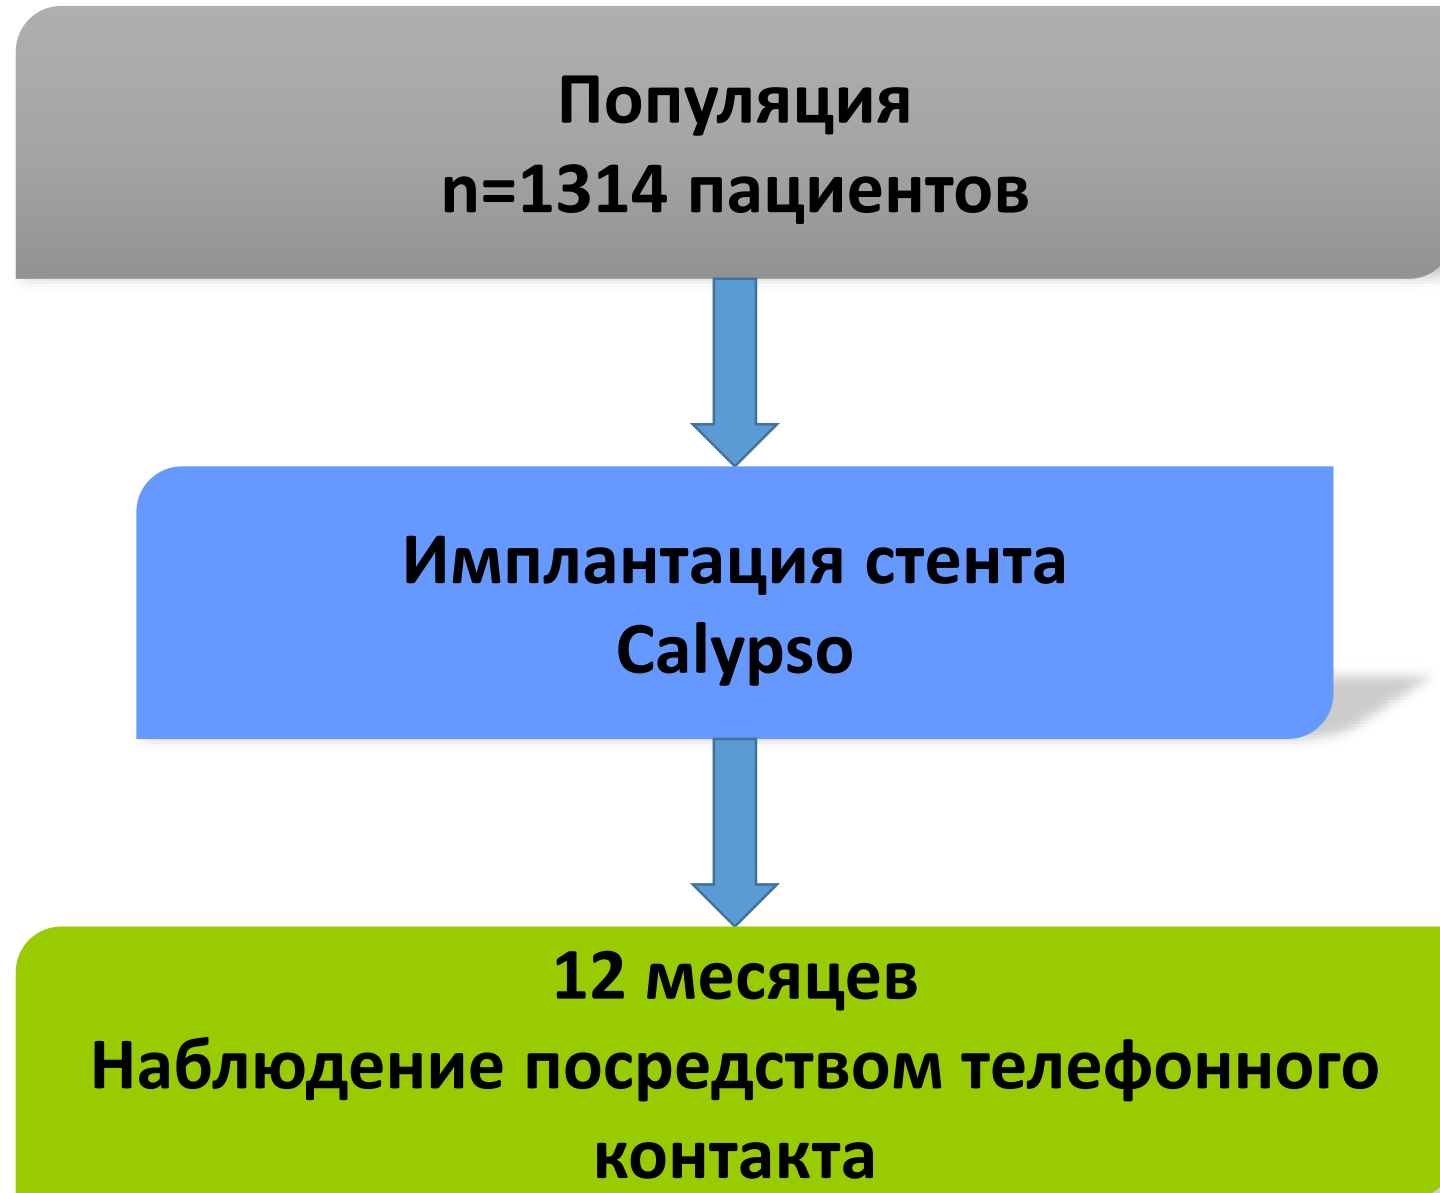 Популяция
n=1314 пациентов
Имплантация стента
Calypso
12 месяцев
Наблюдение посредством телефонного
контакта